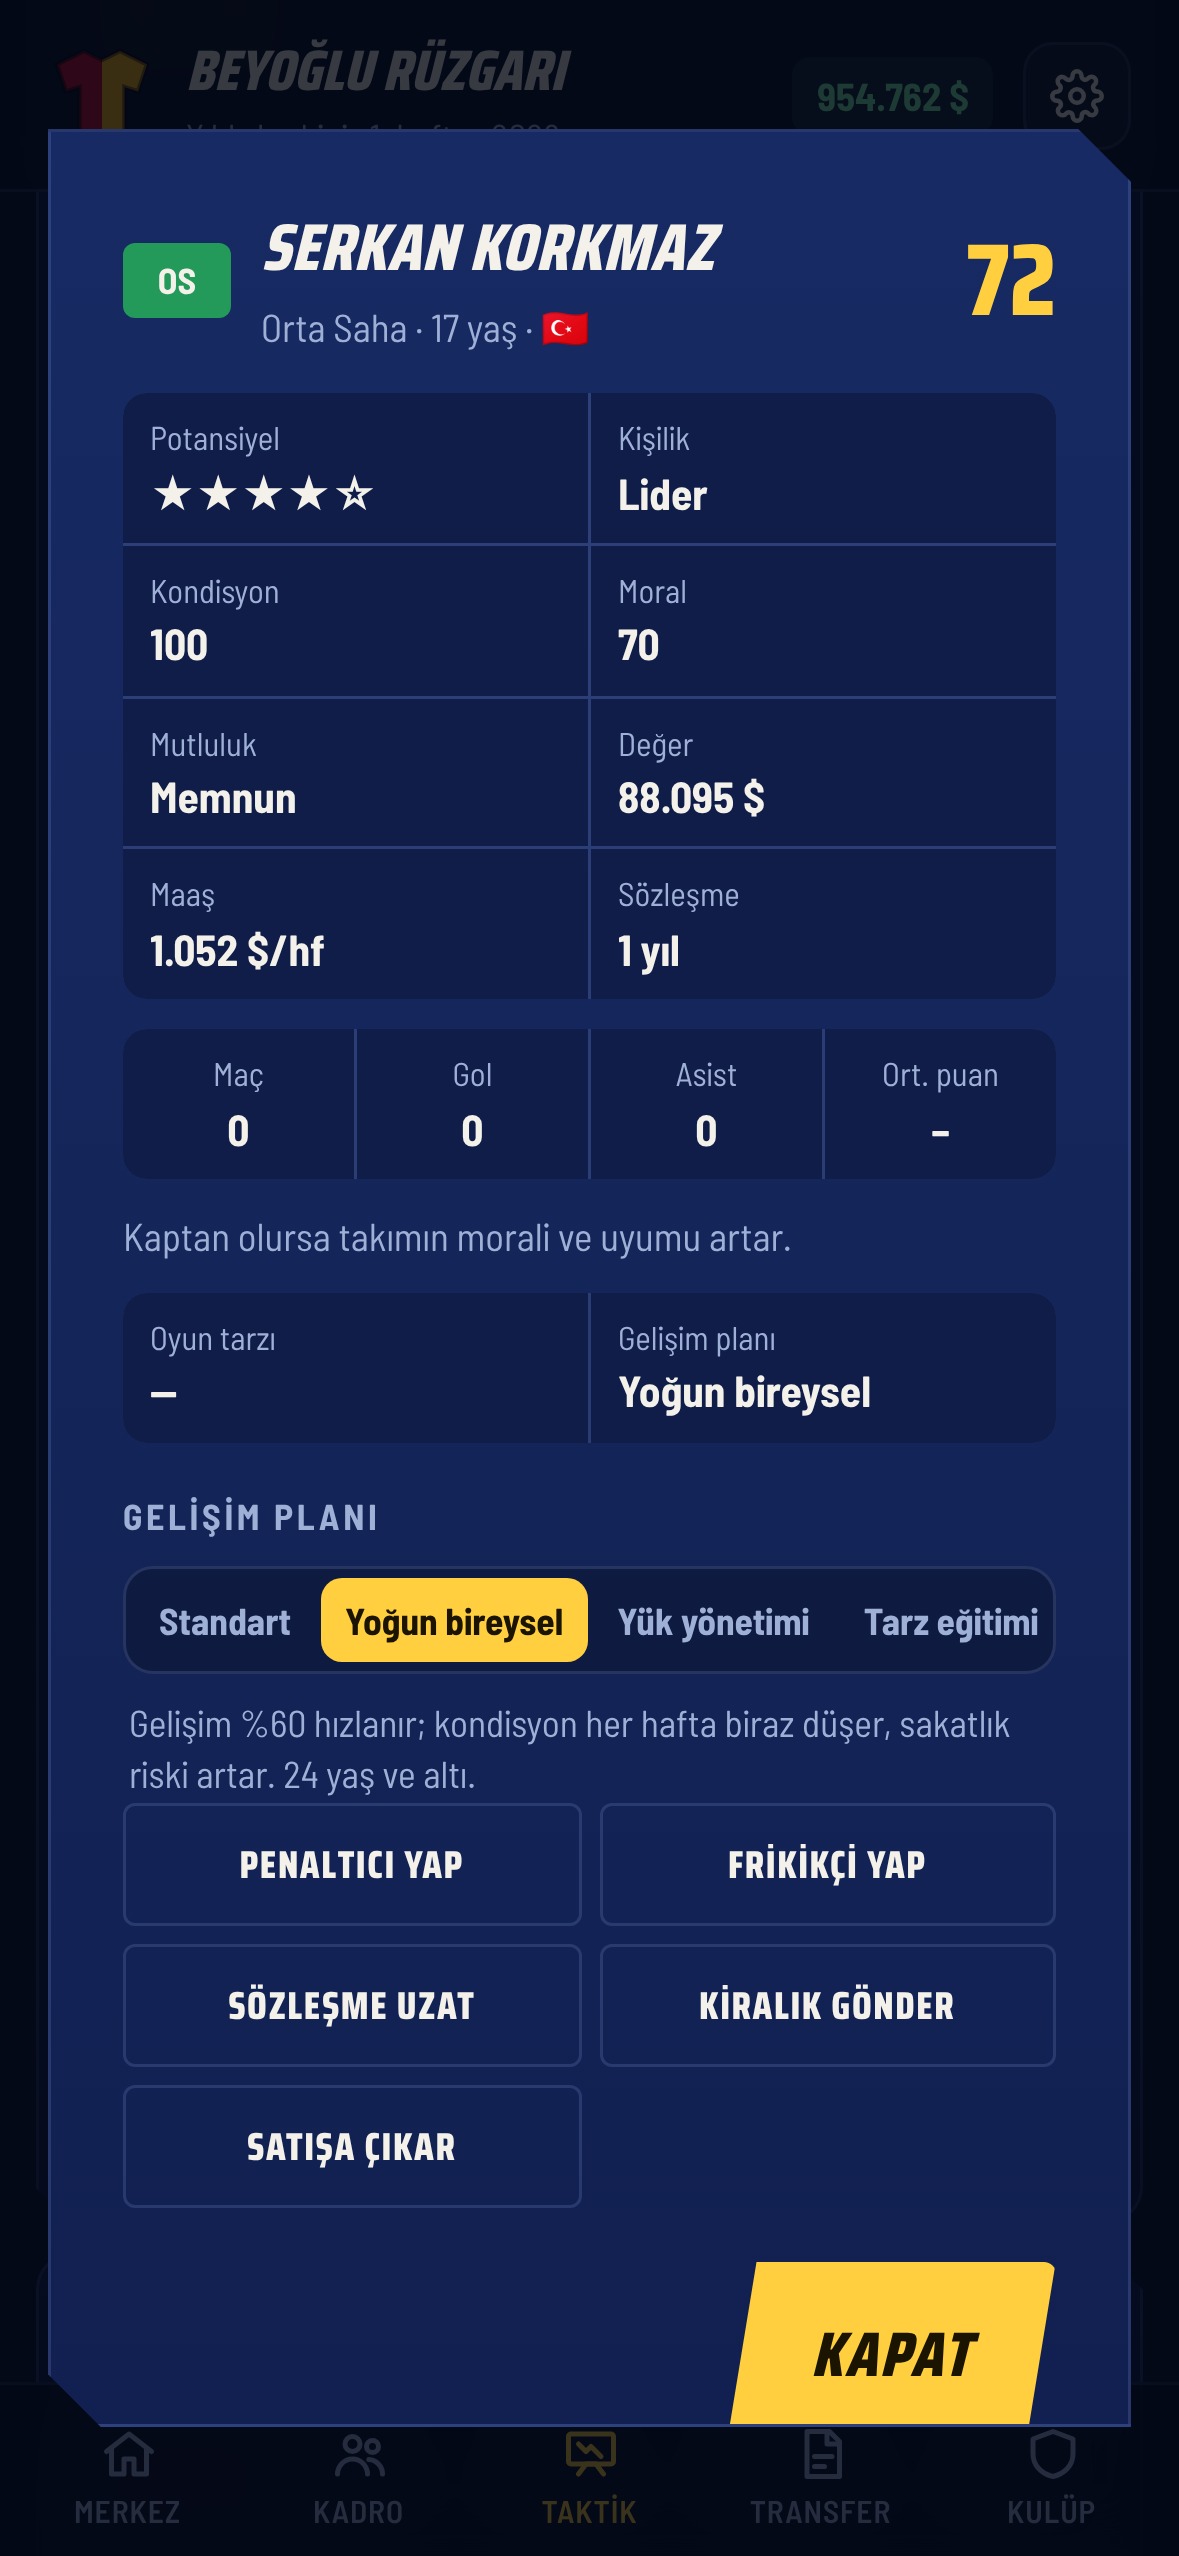 BEYOĞLU RÜZGARI
954.762 $
OS
SERKAN KORKMAZ
Orta Saha · 17 yaş ·
72
Potansiyel
★★★★☆
Kişilik
Lider
Kondisyon
100
Moral
70
Mutluluk
Memnun
Değer
88.095 $
Maaş
1.052 $/hf
Sözleşme
1 yıl
Maç
0
Gol
0
Asist
0
Ort. puan
–
Kaptan olursa takımın morali ve uyumu artar.
Oyun tarzı
—
Gelişim planı
Yoğun bireysel
GELİŞİM PLANI
Standart Yoğun bireysel Yük yönetimi Tarz eğitimi
Gelişim %60 hızlanır; kondisyon her hafta biraz düşer, sakatlık
riski artar. 24 yaş ve altı.
PENALTICI YAP
FRİKİKÇİ YAP
SÖZLEŞME UZAT
KİRALIK GÖNDER
SATIŞA ÇIKAR
KAPAT
MERKEZ KADRO TAKTİK TRANSFER KULÜP